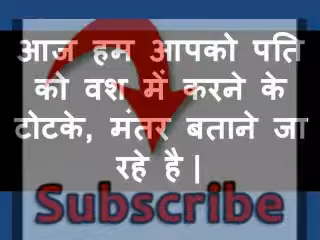 आज हम आपको पति
को वश में करने के
टोटके, मंतर बताने जा
रहे है |
Subscribe